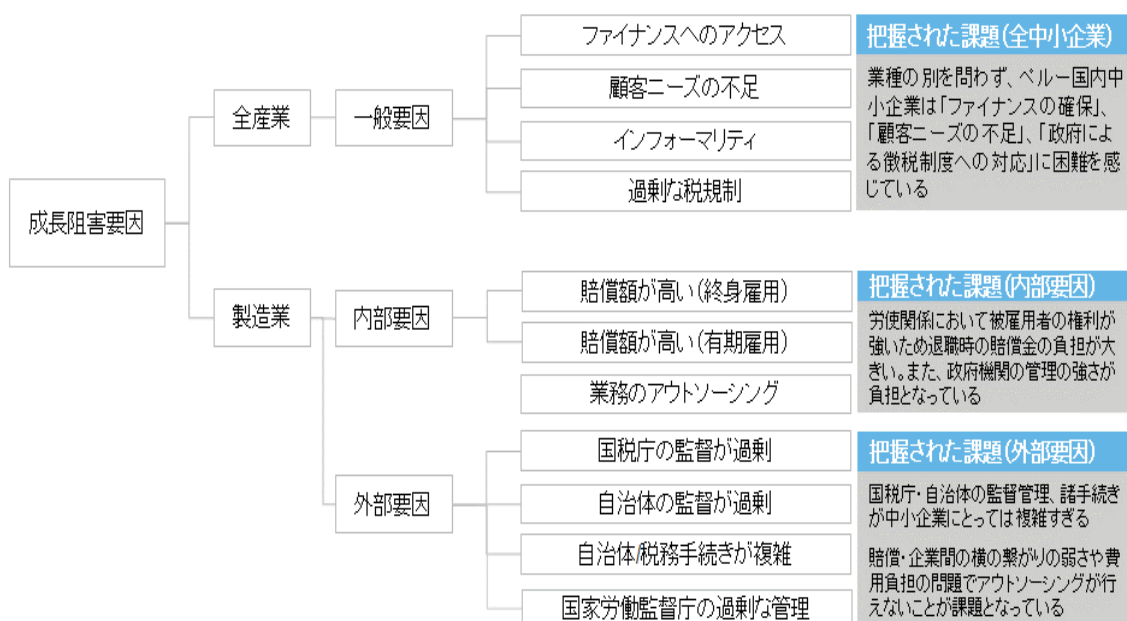 成長阻害要因
全産業
一般要因
ファイナンスへのアクセス
顧客ニーズの不足
インフォーマリティ
過剰な税規制
把握された課題(全中小企業)
業種の別を問わず、ペルー国内中
小企業は「ファイナンスの確保」、
「顧客ニーズの不足」、「政府によ
る徴税制度への対応」に困難を感
じている
製造業
内部要因
賠償額が高い(終身雇用)
賠償額が高い(有期雇用)
業務のアウトソーシング
把握された課題(内部要因)
労使関係において被雇用者の権利が
強いため退職時の賠償金の負担が大
きい。また、政府機関の管理の強さが
負担となっている
外部要因
国税庁の監督が過剰
自治体の監督が過剰
自治体/税務手続きが複雑
国家労働監督庁の過剰な管理
把握された課題(外部要因)
国税庁・自治体の監督管理、諸手続き
が中小企業にとっては複雑すぎる
賠償・企業間の横の繋がりの弱さや費
用負担の問題でアウトソーシングが行
えないことが課題となっている